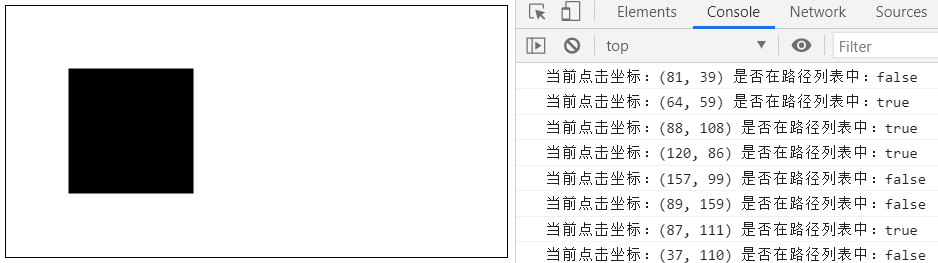 Elements Console Network Sources
top Filter
当前点击坐标：(81, 39) 是否在路径列表中：false
当前点击坐标：(64, 59) 是否在路径列表中：true
当前点击坐标：(88, 108) 是否在路径列表中：true
当前点击坐标：(120, 86) 是否在路径列表中：true
当前点击坐标：(157, 99) 是否在路径列表中：false
当前点击坐标：(89, 159) 是否在路径列表中：false
当前点击坐标：(87, 111) 是否在路径列表中：true
当前点击坐标：(37, 110) 是否在路径列表中：false